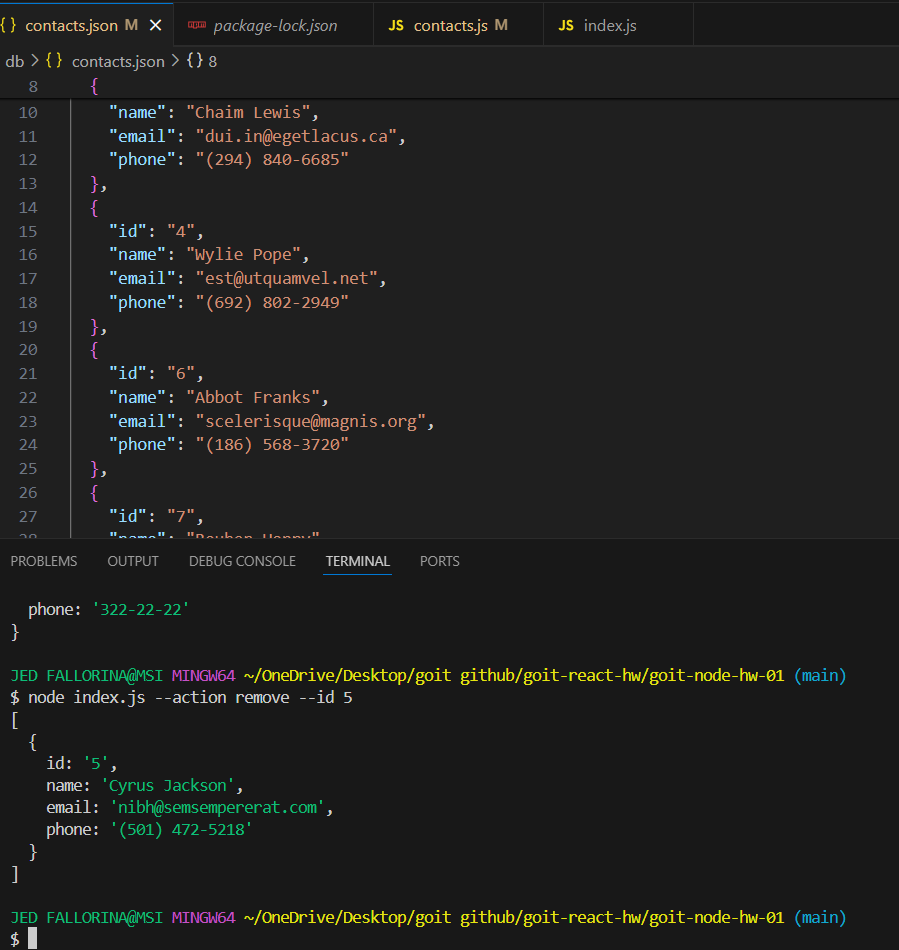 {} contacts.json M × package-lock.json JS contacts.js M JS index.js
db > {} contacts.json > {} 8
8 {
10 "name": "Chaim Lewis",
11 "email": "dui.in@egetlacus.ca",
12 "phone": "(294) 840-6685"
13 },
14 {
15 "id": "4",
16 "name": "Wylie Pope",
17 "email": "est@utquamvel.net",
18 "phone": "(692) 802-2949"
19 },
20 {
21 "id": "6",
22 "name": "Abbot Franks",
23 "email": "scelerisque@magnis.org",
24 "phone": "(186) 568-3720"
25 },
26 {
27 "id": "7",
28 "name": "Reuben Henry",
PROBLEMS OUTPUT DEBUG CONSOLE TERMINAL PORTS
phone: '322-22-22'
}
JED FALLORINA@MSI MINGW64 ~/OneDrive/Desktop/goit github/goit-react-hw/goit-node-hw-01 (main)
$ node index.js --action remove --id 5
[
{
id: '5',
name: 'Cyrus Jackson',
email: 'nibh@semsempererat.com',
phone: '(501) 472-5218'
}
]
JED FALLORINA@MSI MINGW64 ~/OneDrive/Desktop/goit github/goit-react-hw/goit-node-hw-01 (main)
$